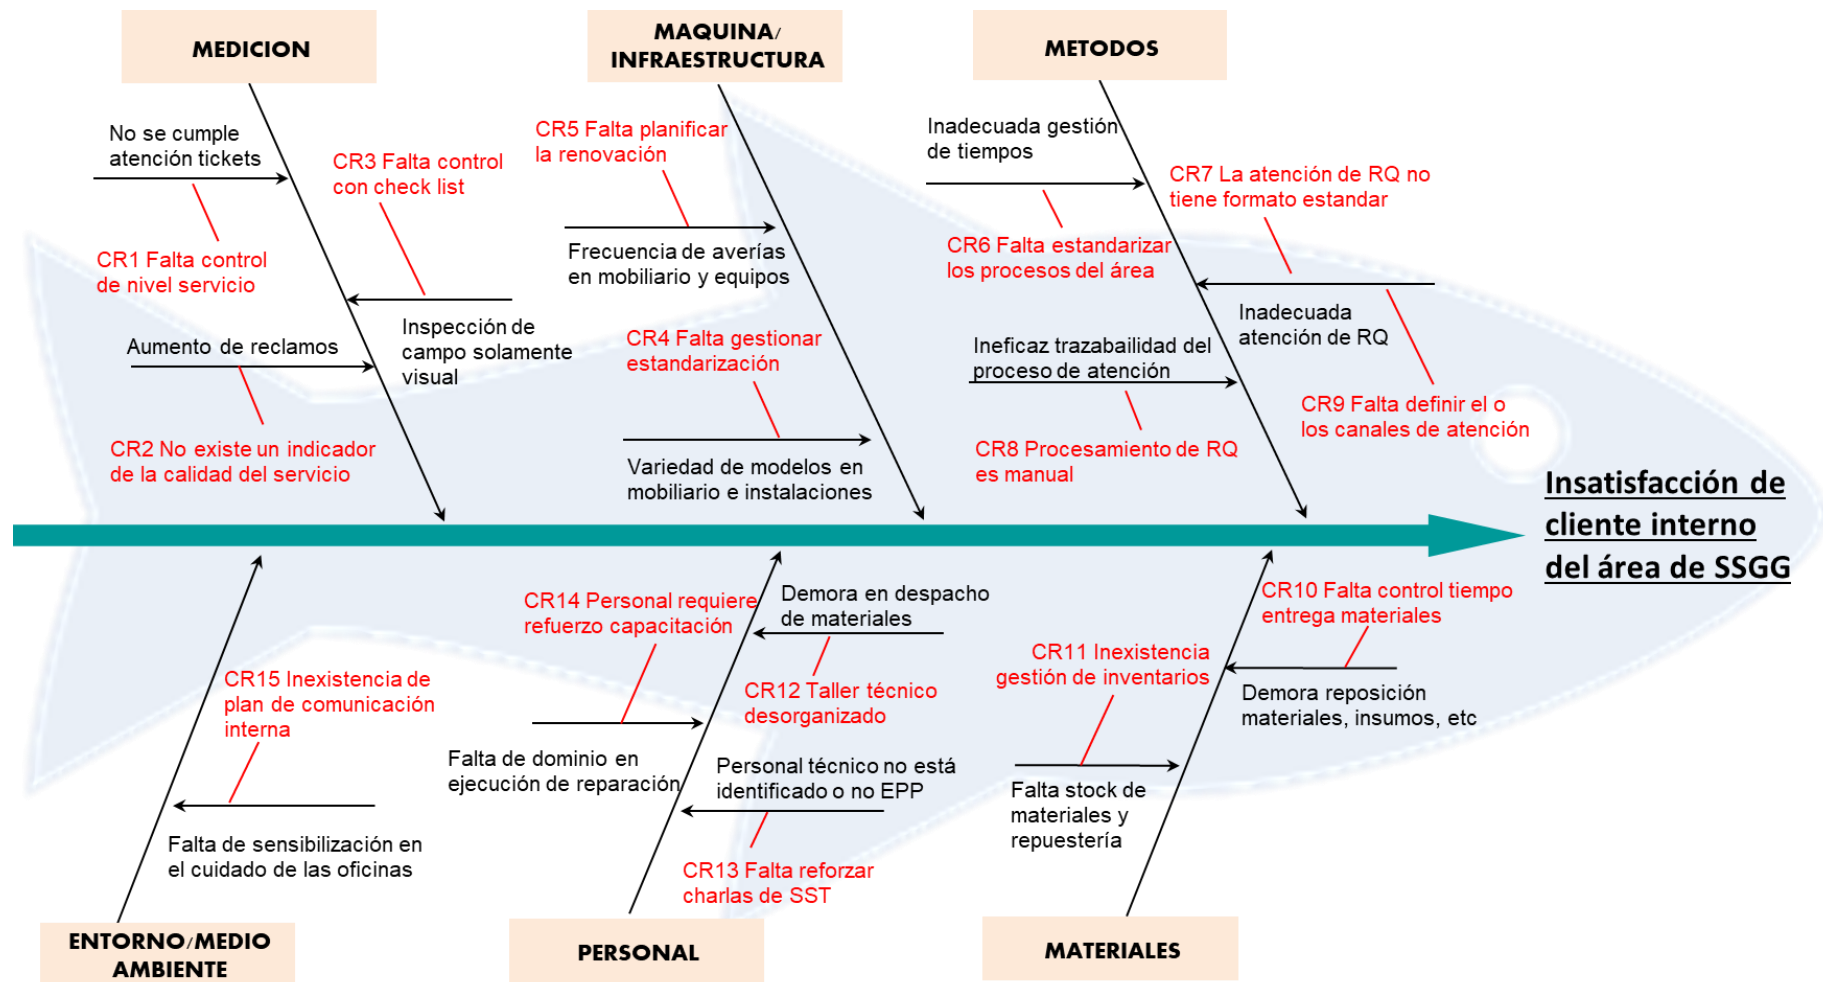 MEDICION
MAQUINA/
INFRAESTRUCTURA
METODOS
No se cumple
atención tickets
CR3 Falta control
con check list
CR1 Falta control
de nivel servicio
Inspección de
campo solamente
visual
Aumento de reclamos
CR2 No existe un indicador
de la calidad del servicio
CR5 Falta planificar
la renovación
Frecuencia de averías
en mobiliario y equipos
CR4 Falta gestionar
estandarización
Variedad de modelos en
mobiliario e instalaciones
Inadecuada gestión
de tiempos
CR7 La atención de RQ no
tiene formato estandar
CR6 Falta estandarizar
los procesos del área
Inadecuada
atención de RQ
Ineficaz trazabailidad del
proceso de atención
CR9 Falta definir el o
los canales de atención
CR8 Procesamiento de RQ
es manual
Insatisfacción de
cliente interno
del área de SSGG
CR15 Inexistencia de
plan de comunicación
interna
Falta de sensibilización en
el cuidado de las oficinas
CR14 Personal requiere
refuerzo capacitación
Demora en despacho
de materiales
CR12 Taller técnico
desorganizado
Falta de dominio en
ejecución de reparación
Personal técnico no está
identificado o no EPP
CR13 Falta reforzar
charlas de SST
CR10 Falta control tiempo
entrega materiales
CR11 Inexistencia
gestión de inventarios
Demora reposición
materiales, insumos, etc
Falta stock de
materiales y
repuestería
ENTORNO/MEDIO
AMBIENTE
PERSONAL
MATERIALES